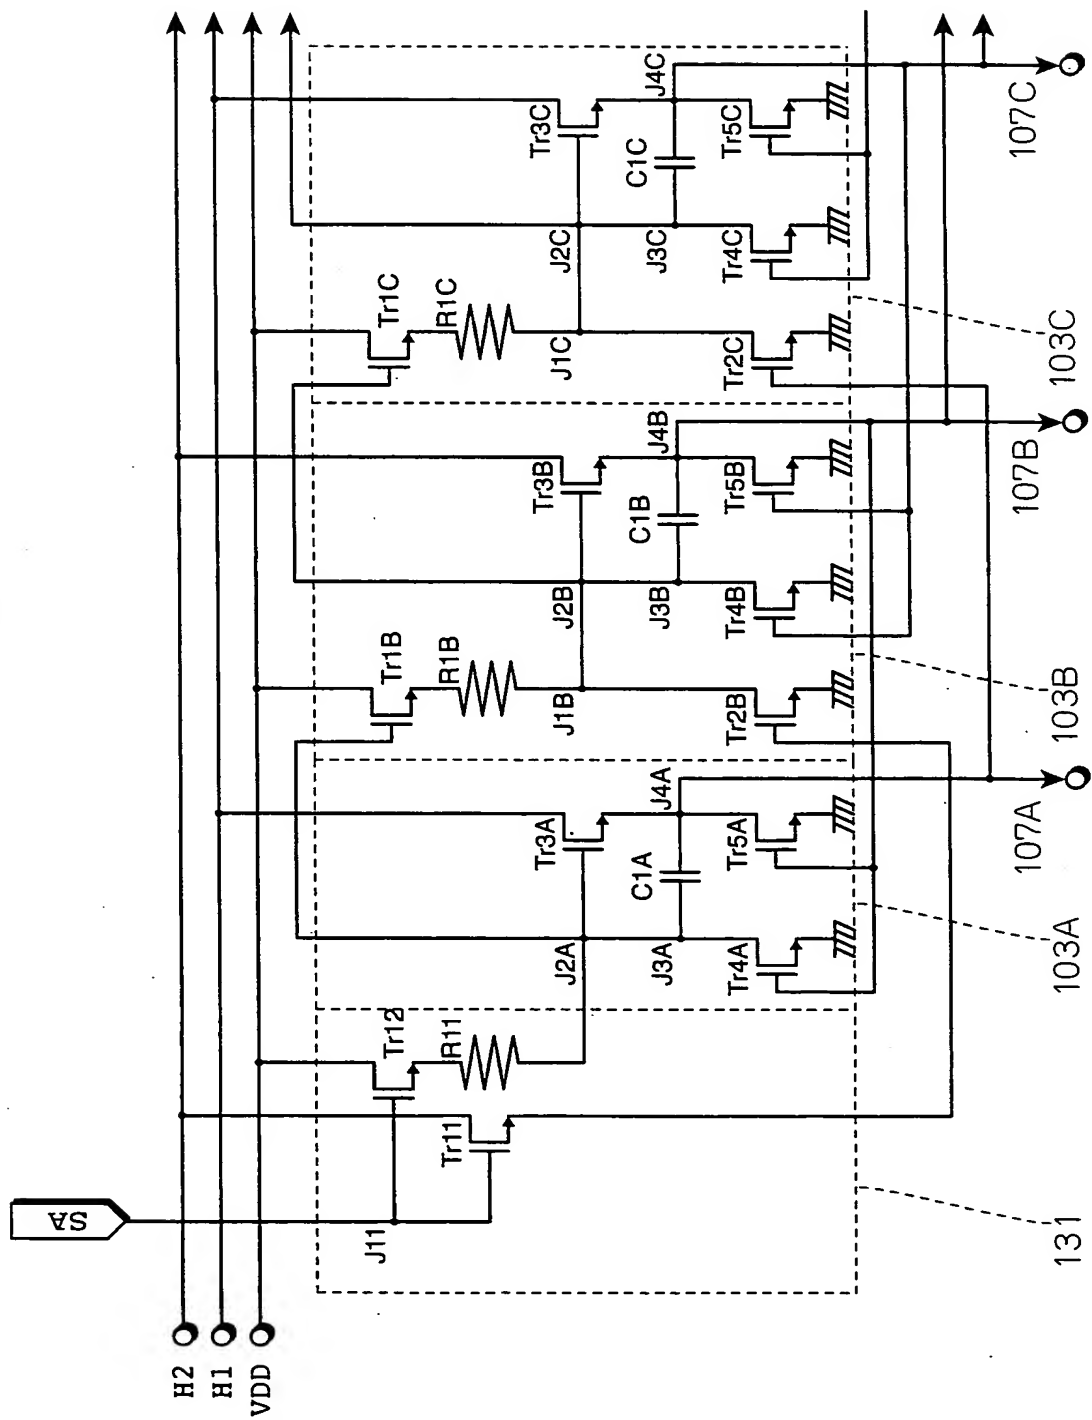 H2
H1
VDD
SA
J11
Tr11
Tr12
R11
131
J2A
J3A
Tr4A
Tr3A
C1A
J4A
Tr5A
103A
107A
Tr1B
R1B
J1B
Tr2B
J2B
J3B
Tr4B
Tr3B
C1B
J4B
Tr5B
103B
107B
Tr1C
R1C
J1C
Tr2C
J2C
J3C
Tr4C
Tr3C
C1C
J4C
Tr5C
103C
107C